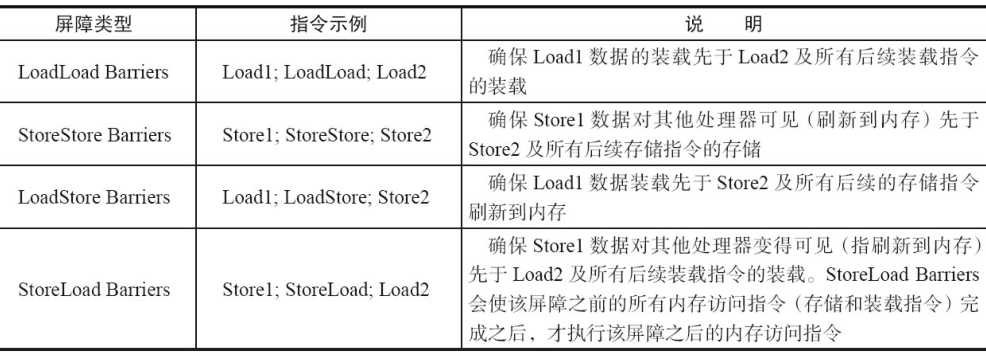 屏障类型 指令示例 说 明
LoadLoad Barriers Load1; LoadLoad; Load2 确保 Load1 数据的装载先于 Load2 及所有后续装载指令
的装载
StoreStore Barriers Store1; StoreStore; Store2 确保 Store1 数据对其他处理器可见（刷新到内存）先于
Store2 及所有后续存储指令的存储
LoadStore Barriers Load1; LoadStore; Store2 确保 Load1 数据装载先于 Store2 及所有后续的存储指令
刷新到内存
StoreLoad Barriers Store1; StoreLoad; Load2 确保 Store1 数据对其他处理器变得可见（指刷新到内存）
先于 Load2 及所有后续装载指令的装载。StoreLoad Barriers
会使该屏障之前的所有内存访问指令（存储和装载指令）完
成之后，才执行该屏障之后的内存访问指令